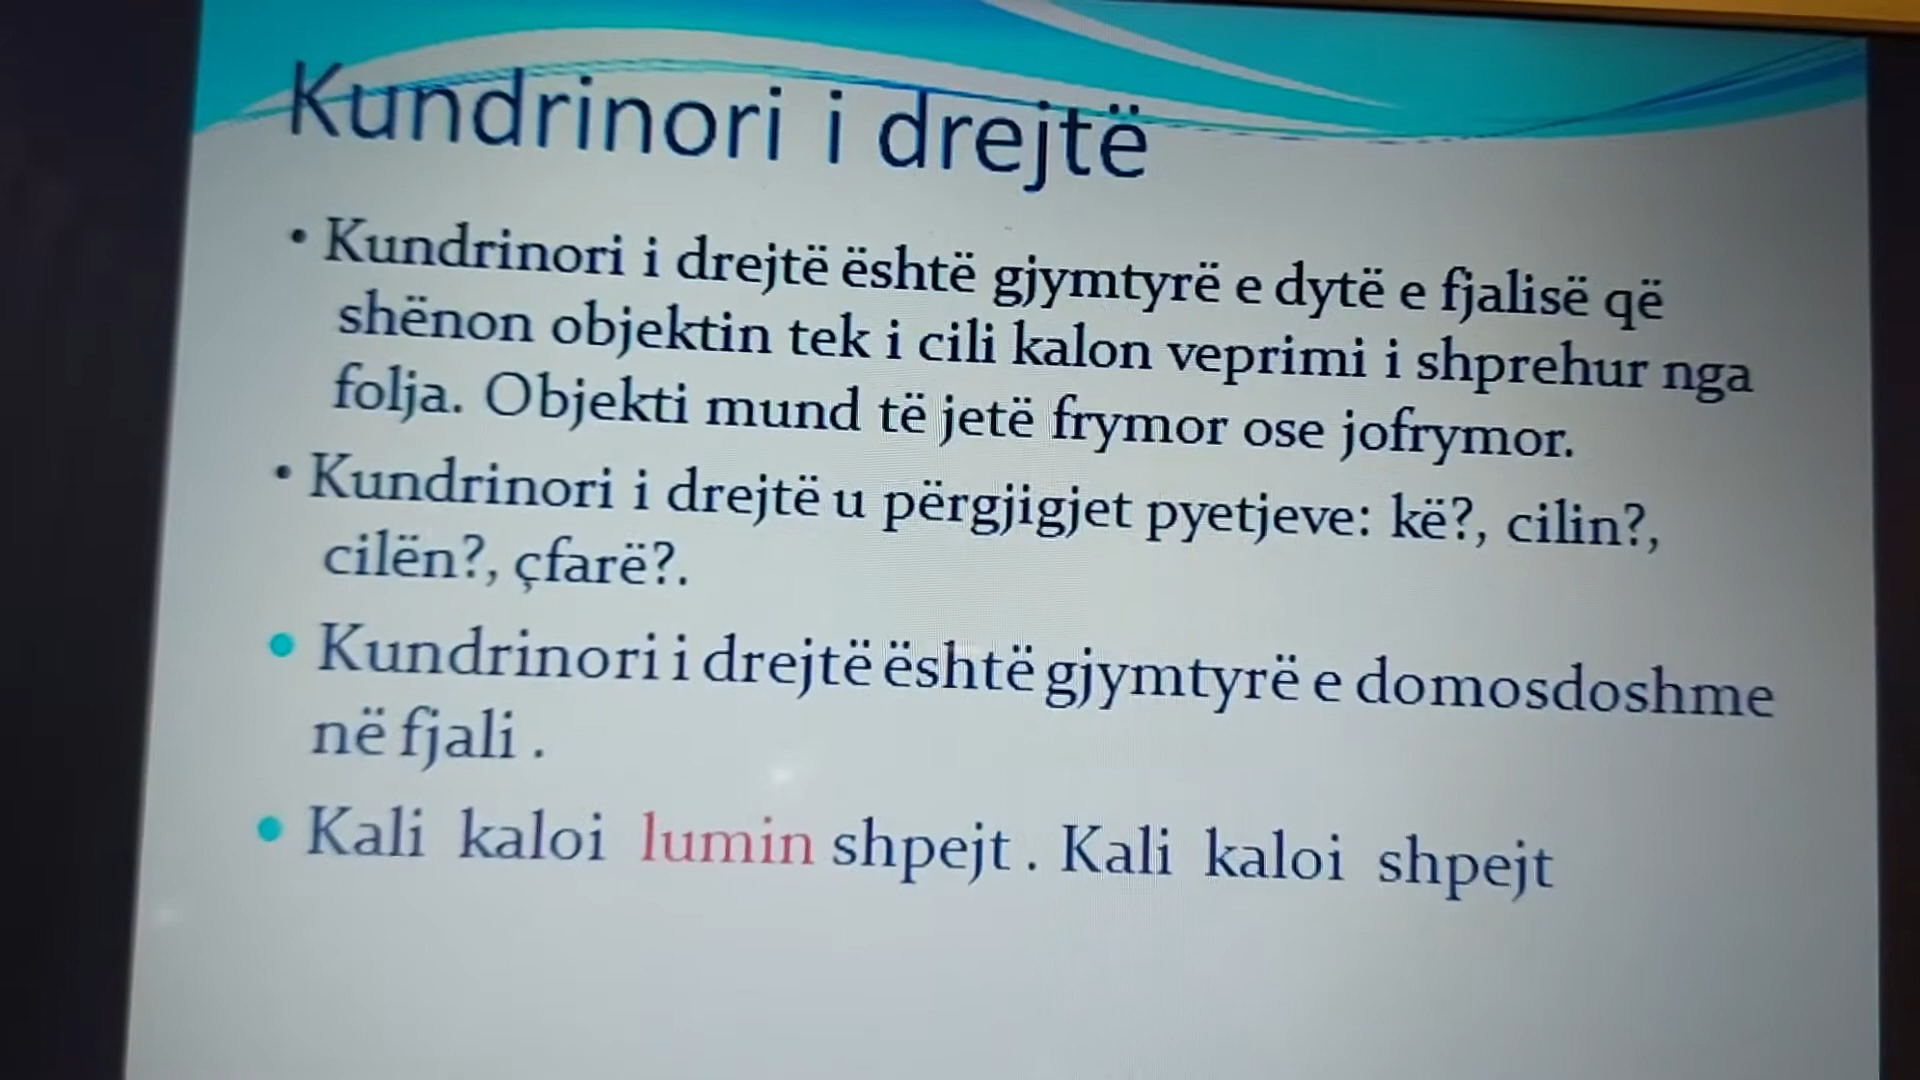 Kundrinori i drejtë
• Kundrinori i drejtë është gjymtyrë e dytë e fjalisë që
shënon objektin tek i cili kalon veprimi i shprehur nga
folja. Objekti mund të jetë frymor ose jofrymor.
• Kundrinori i drejtë u përgjigjet pyetjeve: kë?, cilin?,
cilën?, çfarë?.
• Kundrinori i drejtë është gjymtyrë e domosdoshme
në fjali .
• Kali kaloi lumin shpejt . Kali kaloi shpejt